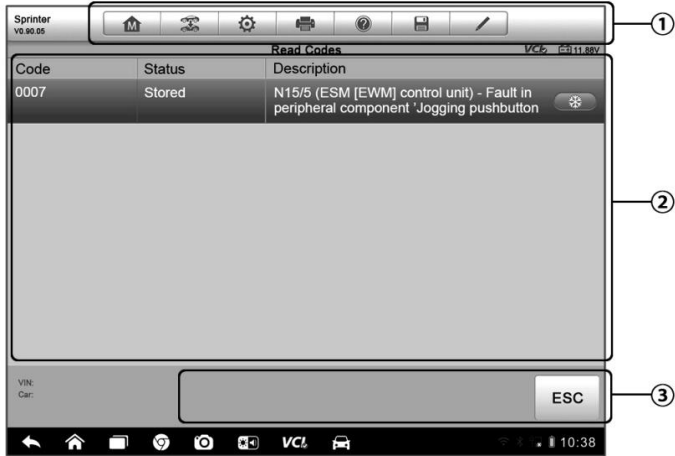 Sprinter
V0.90.05
M
?
①
Read Codes
VCI 11.88V
Code Status Description
0007 Stored N15/5 (ESM [EWM] control unit) - Fault in
peripheral component 'Jogging pushbutton
②
VIN:
Car:
ESC
③
VCI 10:38